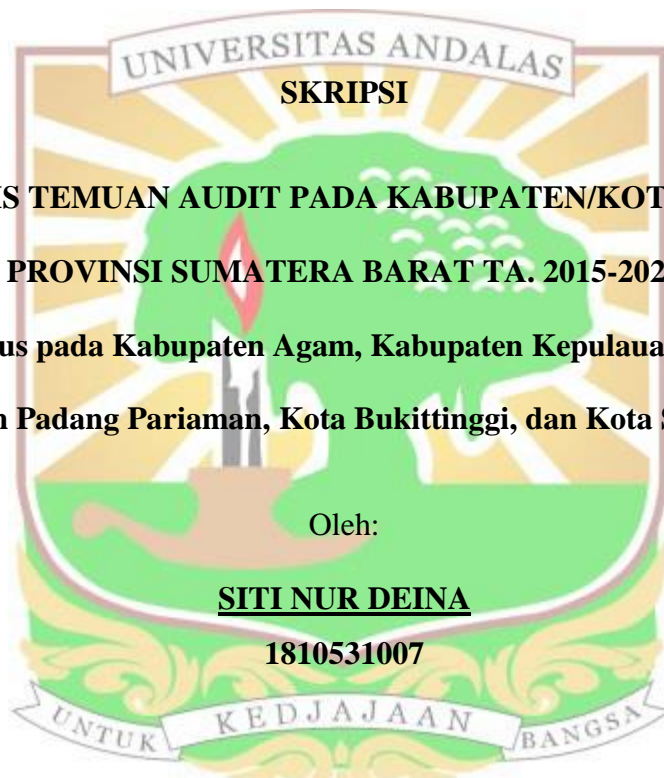 UNIVERSITAS ANDALAS
SKRIPSI
IS TEMUAN AUDIT PADA KABUPATEN/KOT
PROVINSI SUMATERA BARAT TA. 2015-202
us pada Kabupaten Agam, Kabupaten Kepulaua
n Padang Pariaman, Kota Bukittinggi, dan Kota S
Oleh:
SITI NUR DEINA
1810531007
UNTUK KEDJAJAAN BANGSA